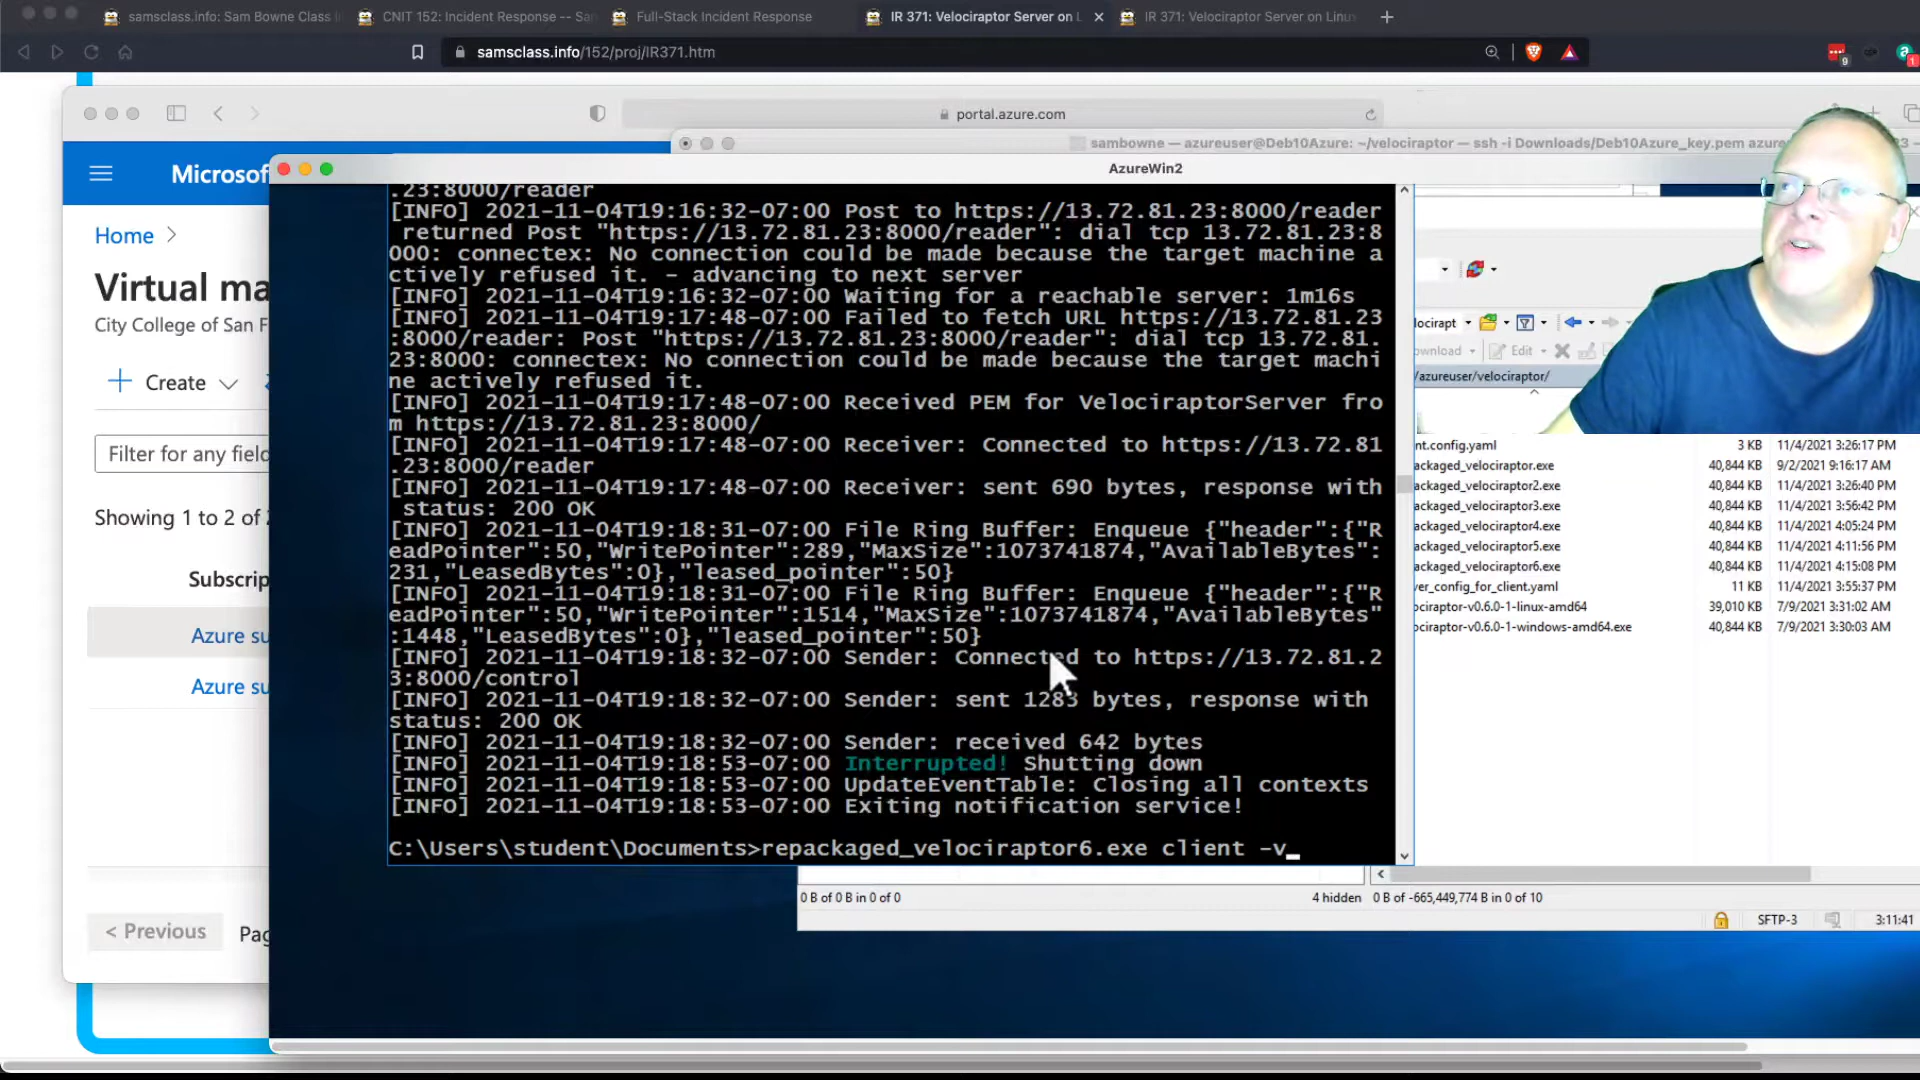 samsclass.info: Sam Bowne Class I
CNIT 152: Incident Response -- Sa
Full-Stack Incident Response
IR 371: Velociraptor Server on L
IR 371: Velociraptor Server on Linu
samsclass.info/152/proj/IR371.htm
9
1
portal.azure.com
sambowne — azureuser@Deb10Azure: ~/velociraptor — ssh -i Downloads/Deb10Azure_key.pem azure
AzureWin2
Microsof
Home
Virtual ma
City College of San F
Create
Filter for any field
Showing 1 to 2 of 2
Subscrip
Azure su
Azure su
< Previous
Pag
.23:8000/reader
[INFO] 2021-11-04T19:16:32-07:00 Post to https://13.72.81.23:8000/reader
returned Post "https://13.72.81.23:8000/reader": dial tcp 13.72.81.23:8
000: connectex: No connection could be made because the target machine a
ctively refused it. - advancing to next server
[INFO] 2021-11-04T19:16:32-07:00 Waiting for a reachable server: 1m16s
[INFO] 2021-11-04T19:17:48-07:00 Failed to fetch URL https://13.72.81.23
:8000/reader: Post "https://13.72.81.23:8000/reader": dial tcp 13.72.81.
23:8000: connectex: No connection could be made because the target machi
ne actively refused it.
[INFO] 2021-11-04T19:17:48-07:00 Received PEM for VelociraptorServer fro
m https://13.72.81.23:8000/
[INFO] 2021-11-04T19:17:48-07:00 Receiver: Connected to https://13.72.81
.23:8000/reader
[INFO] 2021-11-04T19:17:48-07:00 Receiver: sent 690 bytes, response with
status: 200 OK
[INFO] 2021-11-04T19:18:31-07:00 File Ring Buffer: Enqueue {"header":{"R
eadPointer":50,"WritePointer":289,"MaxSize":1073741874,"AvailableBytes":
231,"LeasedBytes":0},"leased_pointer":50}
[INFO] 2021-11-04T19:18:31-07:00 File Ring Buffer: Enqueue {"header":{"R
eadPointer":50,"WritePointer":1514,"MaxSize":1073741874,"AvailableBytes"
:1448,"LeasedBytes":0},"leased_pointer":50}
[INFO] 2021-11-04T19:18:32-07:00 Sender: Connected to https://13.72.81.2
3:8000/control
[INFO] 2021-11-04T19:18:32-07:00 Sender: sent 1283 bytes, response with
status: 200 OK
[INFO] 2021-11-04T19:18:32-07:00 Sender: received 642 bytes
[INFO] 2021-11-04T19:18:53-07:00 Interrupted! Shutting down
[INFO] 2021-11-04T19:18:53-07:00 UpdateEventTable: Closing all contexts
[INFO] 2021-11-04T19:18:53-07:00 Exiting notification service!
C:\Users\student\Documents>repackaged_velociraptor6.exe client -v_
locirapt
ownload
Edit
/azureuser/velociraptor/
nt.config.yaml 3 KB 11/4/2021 3:26:17 PM
ackaged_velociraptor.exe 40,844 KB 9/2/2021 9:16:17 AM
ackaged_velociraptor2.exe 40,844 KB 11/4/2021 3:26:40 PM
ackaged_velociraptor3.exe 40,844 KB 11/4/2021 3:56:42 PM
ackaged_velociraptor4.exe 40,844 KB 11/4/2021 4:05:24 PM
ackaged_velociraptor5.exe 40,844 KB 11/4/2021 4:11:56 PM
ackaged_velociraptor6.exe 40,844 KB 11/4/2021 4:15:08 PM
ver_config_for_client.yaml 11 KB 11/4/2021 3:55:37 PM
ociraptor-v0.6.0-1-linux-amd64 39,010 KB 7/9/2021 3:31:02 AM
ociraptor-v0.6.0-1-windows-amd64.exe 40,844 KB 7/9/2021 3:30:03 AM
0 B of 0 B in 0 of 0
4 hidden
0 B of -665,449,774 B in 0 of 10
SFTP-3
3:11:41